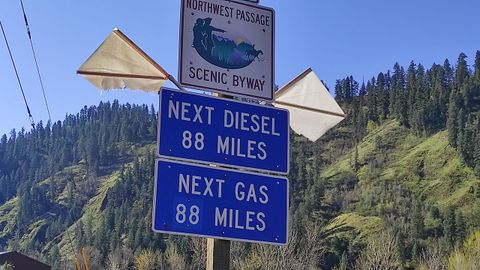 NORTHWEST PASSAGE
SCENIC BYWAY
NEXT DIESEL
88 MILES
NEXT GAS
88 MILES